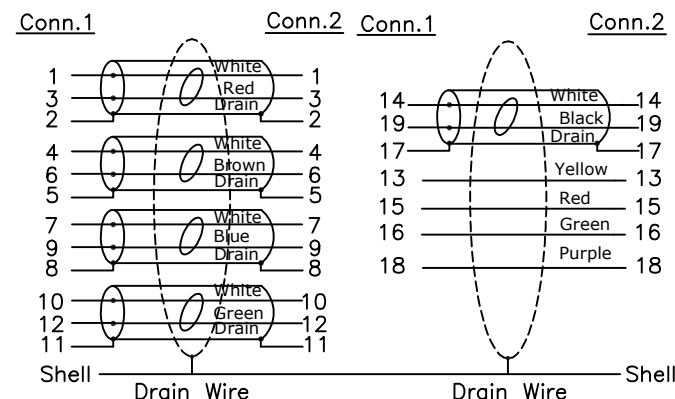 Conn.1 Conn.2 Conn.1 Conn.2
1 White 1
3 Red 3
2 Drain 2
4 White 4
6 Brown 6
5 Drain 5
7 White 7
9 Blue 9
8 Drain 8
10 White 10
12 Green 12
11 Drain 11
14 White 14
19 Black 19
17 Drain 17
13 Yellow 13
15 Red 15
16 Green 16
18 Purple 18
Shell Shell
Drain Wire Drain Wire